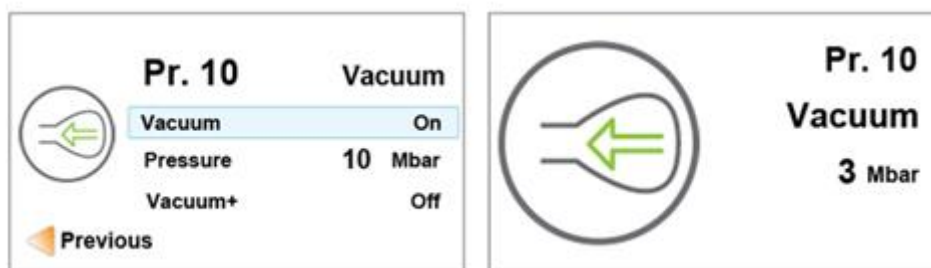 Pr. 10 Vacuum
Vacuum On
Pressure 10 Mbar
Vacuum+ Off
Previous
Pr. 10
Vacuum
3 Mbar